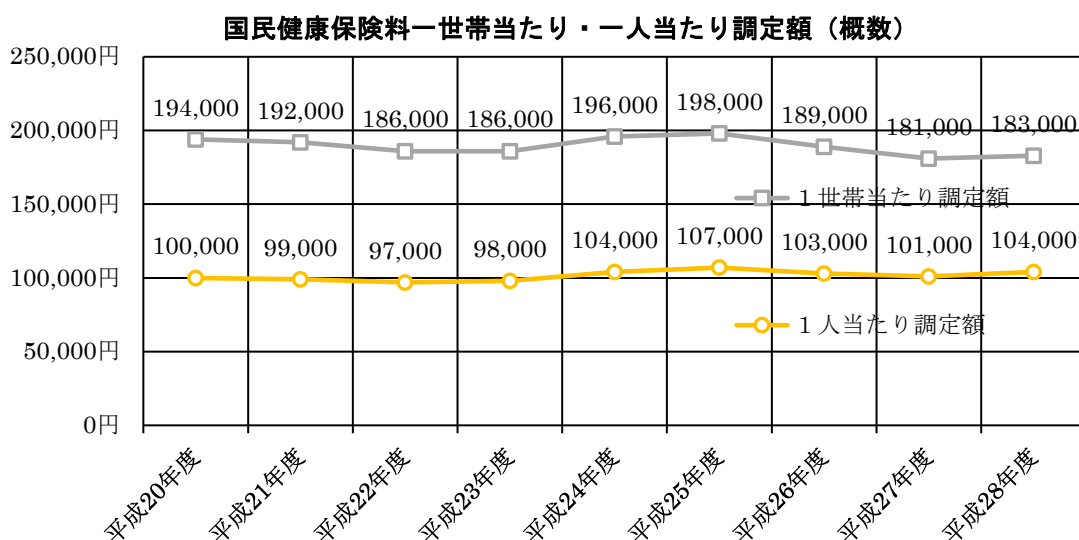 国民健康保険料一世帯当たり・一人当たり調定額（概数）
250,000円
200,000円
150,000円
100,000円
50,000円
0円
194,000 192,000 186,000 186,000 196,000 198,000 189,000 181,000 183,000
1世帯当たり調定額
100,000 99,000 97,000 98,000 104,000 107,000 103,000 101,000 104,000
1人当たり調定額
平成20年度
平成21年度
平成22年度
平成23年度
平成24年度
平成25年度
平成26年度
平成27年度
平成28年度